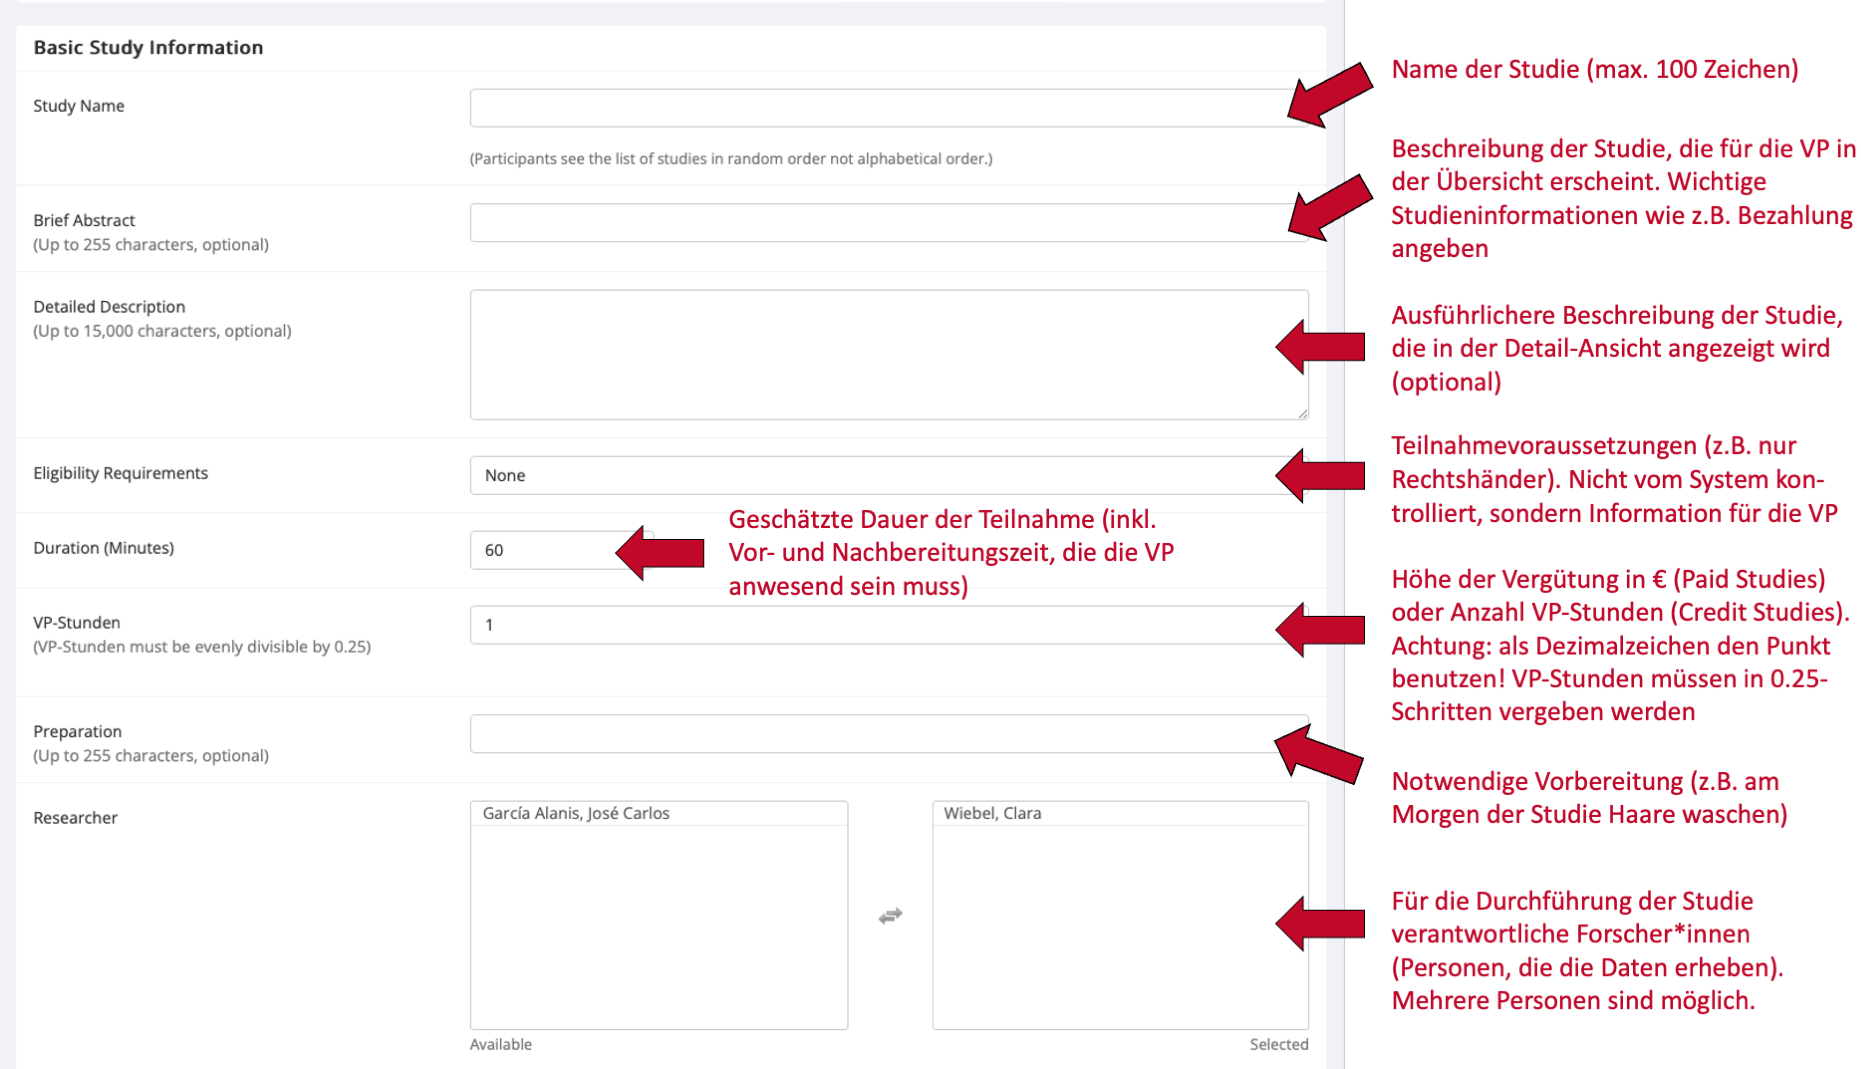 Basic Study Information
Study Name
(Participants see the list of studies in random order not alphabetical order.)
Name der Studie (max. 100 Zeichen)
Brief Abstract
(Up to 255 characters, optional)
Beschreibung der Studie, die für die VP in
der Übersicht erscheint. Wichtige
Studieninformationen wie z.B. Bezahlung
angeben
Detailed Description
(Up to 15,000 characters, optional)
Ausführlichere Beschreibung der Studie,
die in der Detail-Ansicht angezeigt wird
(optional)
Eligibility Requirements
None
Teilnahmevoraussetzungen (z.B. nur
Rechtshänder). Nicht vom System kon-
trolliert, sondern Information für die VP
Duration (Minutes)
60
Geschätzte Dauer der Teilnahme (inkl.
Vor- und Nachbereitungszeit, die die VP
anwesend sein muss)
VP-Stunden
(VP-Stunden must be evenly divisible by 0.25)
1
Höhe der Vergütung in € (Paid Studies)
oder Anzahl VP-Stunden (Credit Studies).
Achtung: als Dezimalzeichen den Punkt
benutzen! VP-Stunden müssen in 0.25-
Schritten vergeben werden
Preparation
(Up to 255 characters, optional)
Notwendige Vorbereitung (z.B. am
Morgen der Studie Haare waschen)
Researcher
García Alanis, José Carlos
Available
Wiebel, Clara
Selected
Für die Durchführung der Studie
verantwortliche Forscher*innen
(Personen, die die Daten erheben).
Mehrere Personen sind möglich.